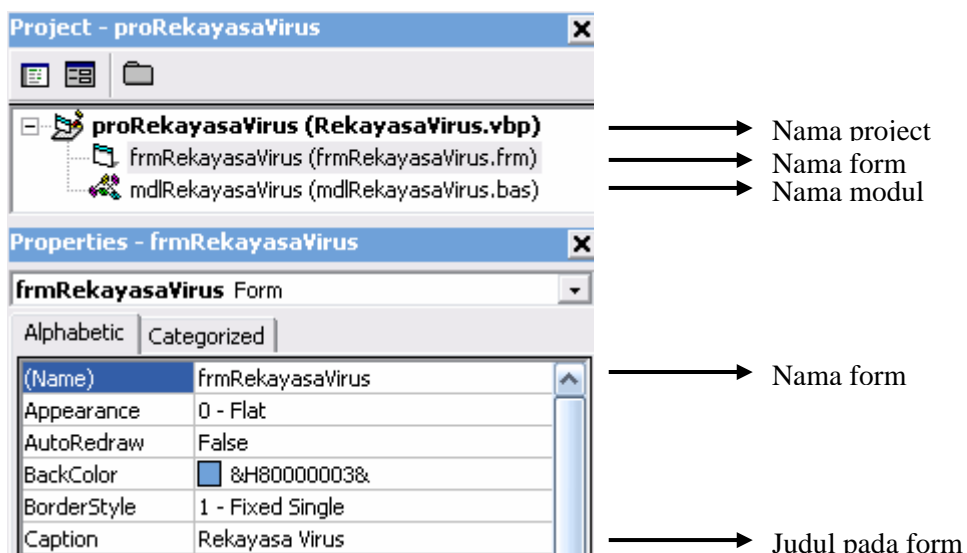 Project - proRekayasaVirus
proRekayasaVirus (RekayasaVirus.vbp)
Nama project
frmRekayasaVirus (frmRekayasaVirus.frm)
Nama form
mdlRekayasaVirus (mdlRekayasaVirus.bas)
Nama modul
Properties - frmRekayasaVirus
frmRekayasaVirus Form
Alphabetic Categorized
(Name) frmRekayasaVirus
Nama form
Appearance 0 - Flat
AutoRedraw False
BackColor &H80000003&
BorderStyle 1 - Fixed Single
Caption Rekayasa Virus
Judul pada form